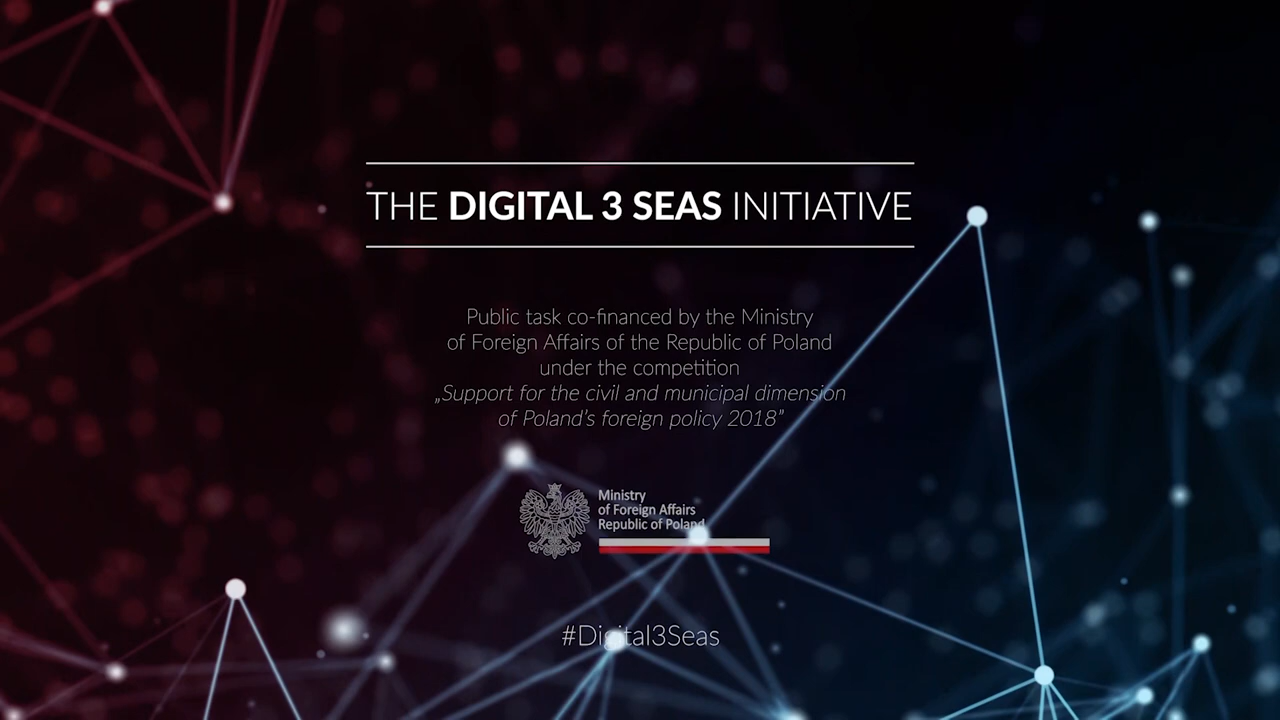 THE DIGITAL 3 SEAS INITIATIVE
Public task co-financed by the Ministry
of Foreign Affairs of the Republic of Poland
under the competition
„Support for the civil and municipal dimension
of Poland's foreign policy 2018”
Ministry
of Foreign Affairs
Republic of Poland
#Digital3Seas